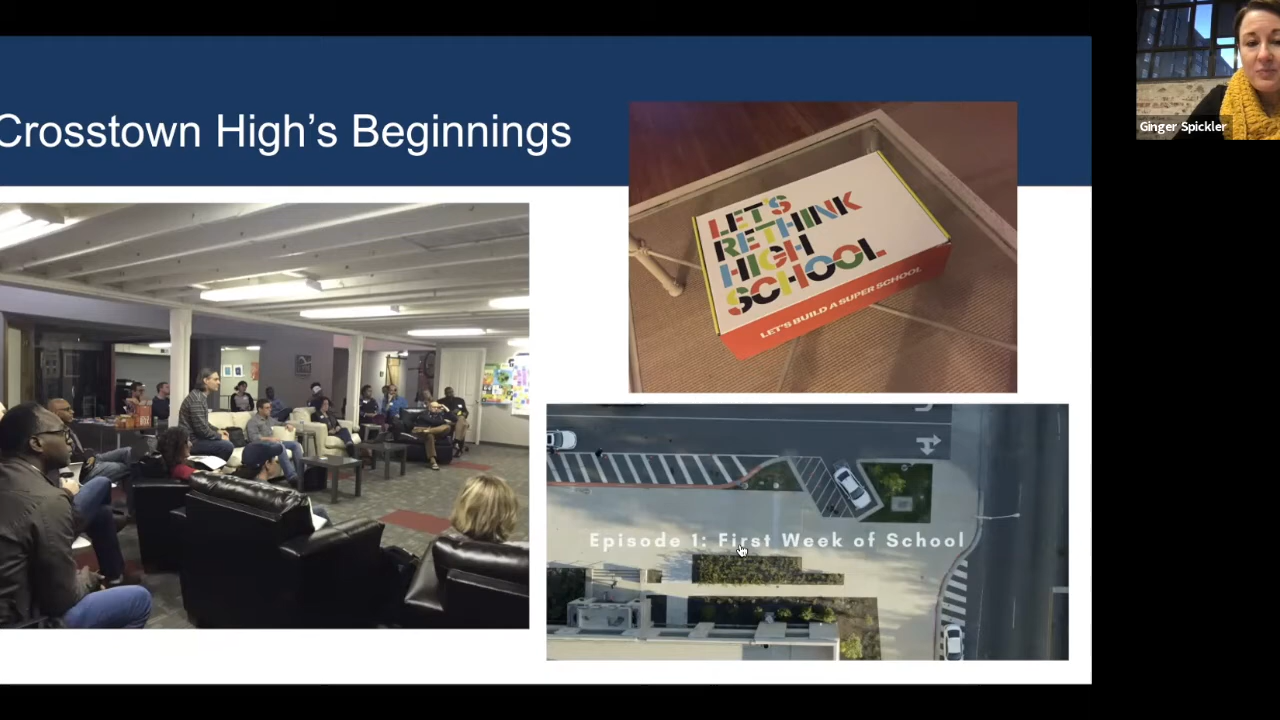 Crosstown High's Beginnings
Ginger Spickler
LET'S
RETHINK
HIGH
SCHOOL
LET'S BUILD A SUPER SCHOOL
Episode 1: First Week of School